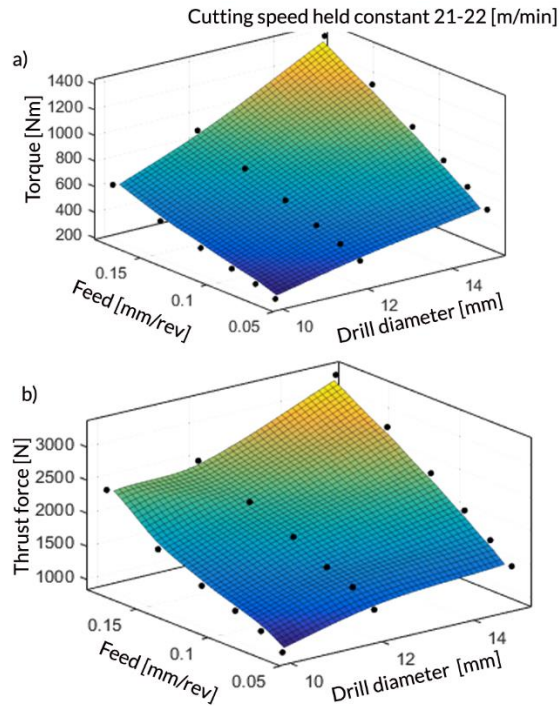 Cutting speed held constant 21-22 [m/min]
a)
1400
1200
1000
800
600
400
200
Torque [Nm]
0.15
0.1
0.05
Feed [mm/rev]
10
12
14
Drill diameter [mm]
b)
3000
2500
2000
1500
1000
Thrust force [N]
0.15
0.1
0.05
Feed [mm/rev]
10
12
14
Drill diameter [mm]